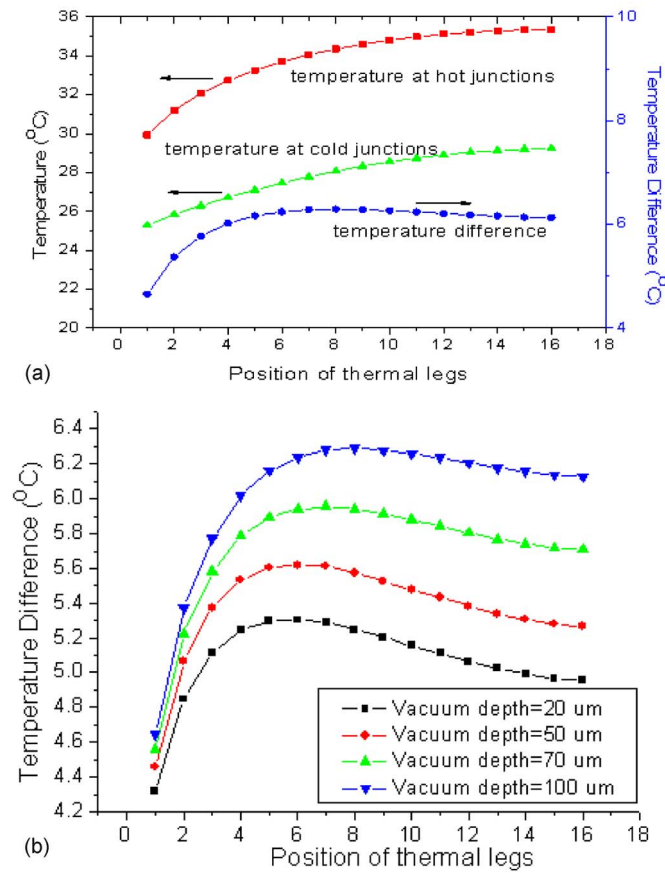 36
34
32
30
28
26
24
22
20
10
8
6
4
Temperature (°C)
Temperature Difference (°C)
temperature at hot junctions
temperature at cold junctions
temperature difference
0 2 4 6 8 10 12 14 16 18
(a)
Position of thermal legs
6.4
6.2
6.0
5.8
5.6
5.4
5.2
5.0
4.8
4.6
4.4
4.2
Temperature Difference (°C)
Vacuum depth=20 um
Vacuum depth=50 um
Vacuum depth=70 um
Vacuum depth=100 um
0 2 4 6 8 10 12 14 16 18
(b)
Position of thermal legs